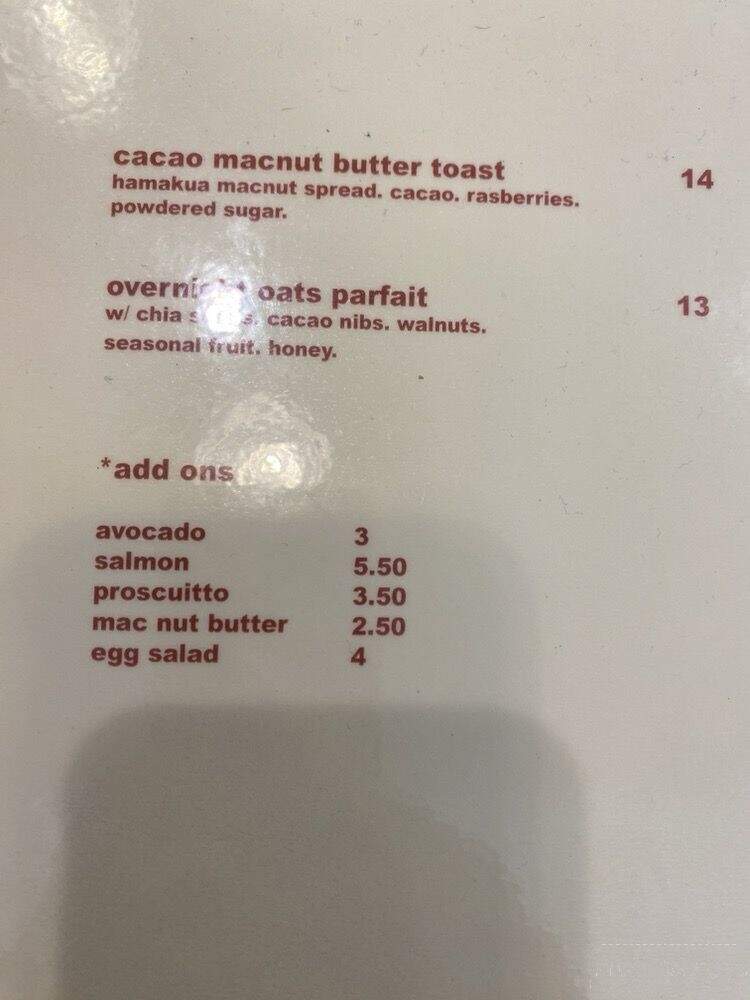 cacao macnut butter toast 14
hamakua macnut spread. cacao. rasberries.
powdered sugar.
overnight oats parfait 13
w/ chia cacao nibs. walnuts.
seasonal fruit. honey.
*add ons
avocado 3
salmon 5.50
proscuitto 3.50
mac nut butter 2.50
egg salad 4